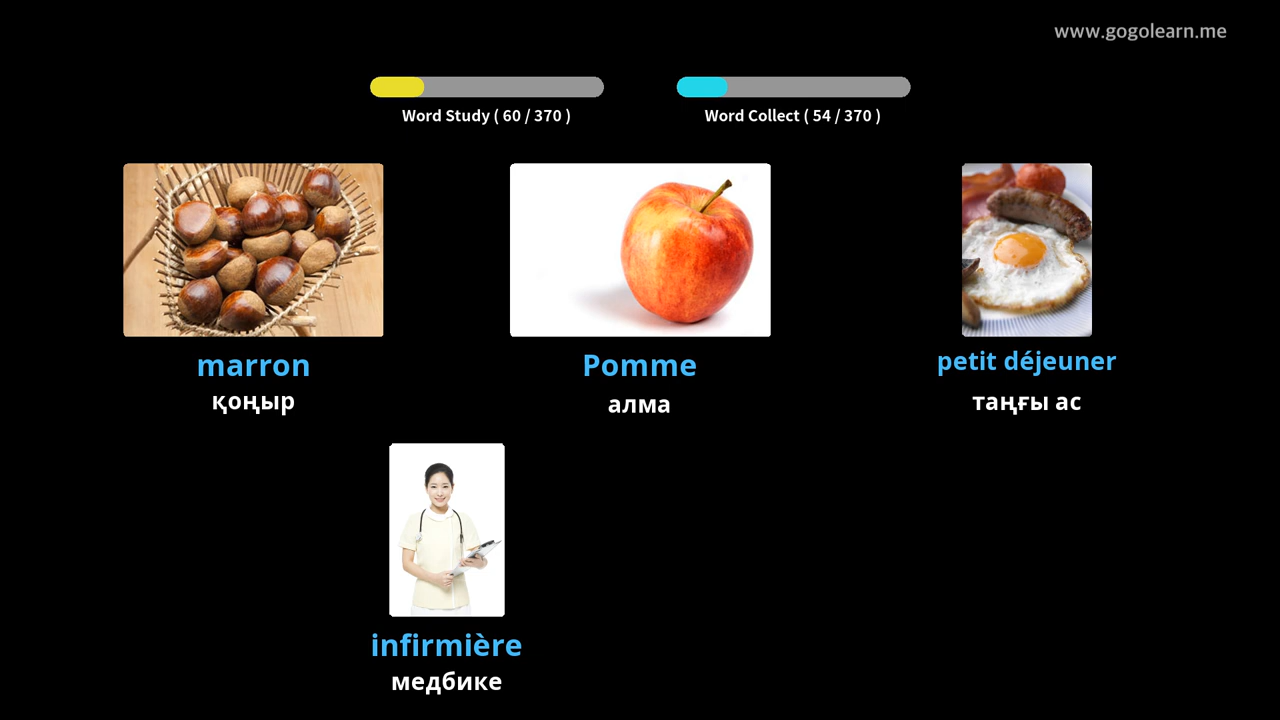 www.gogolearn.me
Word Study ( 60 / 370 )
Word Collect ( 54 / 370 )
marron
қоңыр
Pomme
алма
petit déjeuner
таңғы ас
infirmière
медбике